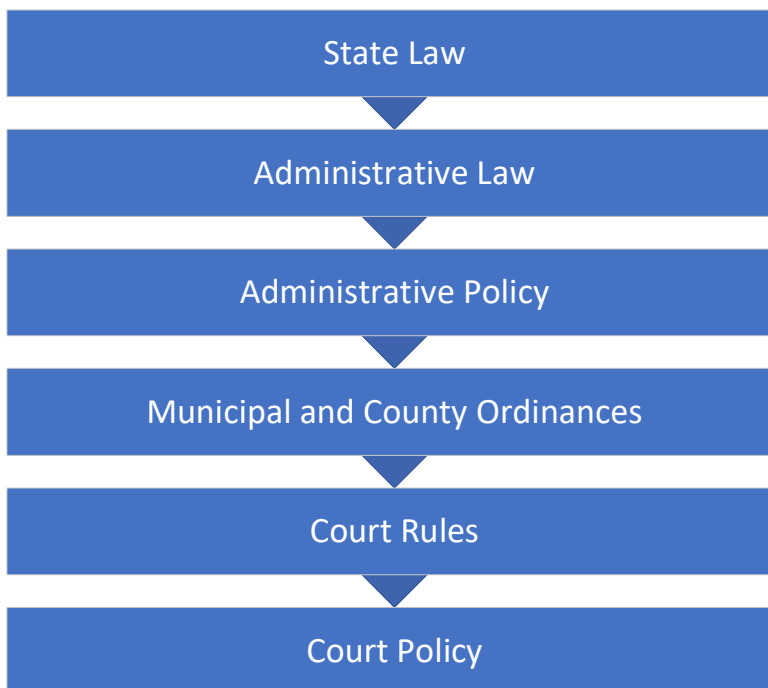 State Law
Administrative Law
Administrative Policy
Municipal and County Ordinances
Court Rules
Court Policy